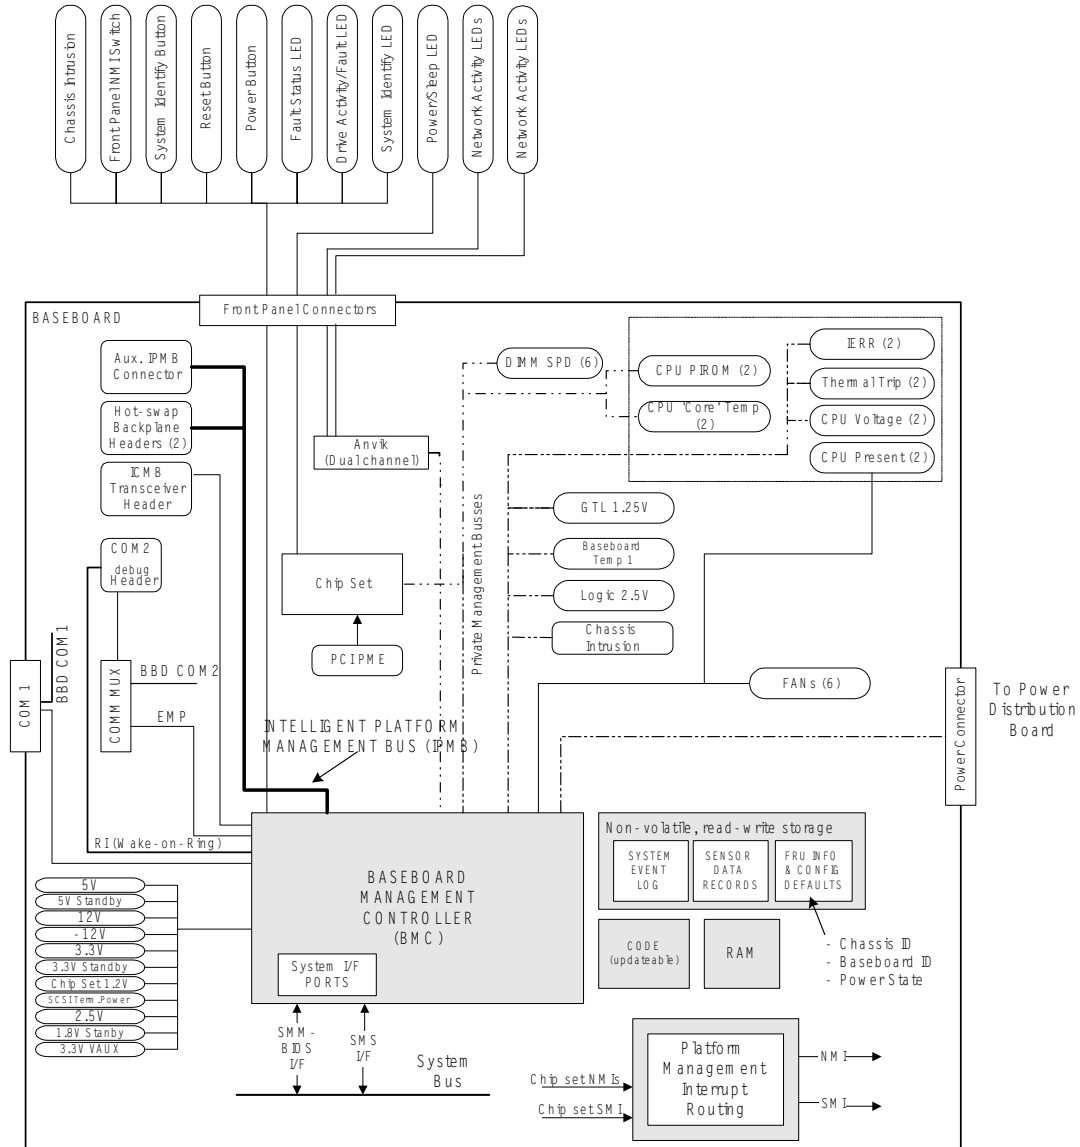 Chassis Intrusion
Front Panel NMI Switch
System Identify Button
Reset Button
Power Button
Fault Status LED
Drive Activity/Fault LED
System Identify LED
Power/Sleep LED
Network Activity LEDs
Network Activity LEDs
Front Panel Connectors
BASEBOARD
Aux. IPMB
Connector
Hot-swap
Backplane
Headers (2)
ICMB
Transceiver
Header
COM2
debug
Header
Anvik
(Dual channel)
DIMM SPD (6)
CPU PIROM (2)
CPU 'Core' Temp
(2)
IERR (2)
Thermal Trip (2)
CPU Voltage (2)
CPU Present (2)
GTL 1.25V
Baseboard
Temp 1
Logic 2.5V
Chassis
Intrusion
Private Management Busses
Chip Set
PCI PME
BBD COM1
COM 1
COMM MUX
BBD COM2
EMP
INTELLIGENT PLATFORM
MANAGEMENT BUS (IPMB)
FANs (6)
Power Connector
To Power
Distribution
Board
RI (Wake-on-Ring)
5V
5V Standby
12V
-12V
3.3V
3.3V Standby
Chip Set 1.2V
SCSI Term. Power
2.5V
1.8V Stanby
3.3V VAUX
BASEBOARD
MANAGEMENT
CONTROLLER
(BMC)
System I/F
PORTS
Non-volatile, read-write storage
SYSTEM
EVENT
LOG
SENSOR
DATA
RECORDS
FRU INFO
& CONFIG
DEFAULTS
CODE
(updateable)
RAM
- Chassis ID
- Baseboard ID
- Power State
SMM-
BIOS
I/F
SMS
I/F
System
Bus
Chip set NMIs
Chip set SMI
Platform
Management
Interrupt
Routing
NMI
SMI